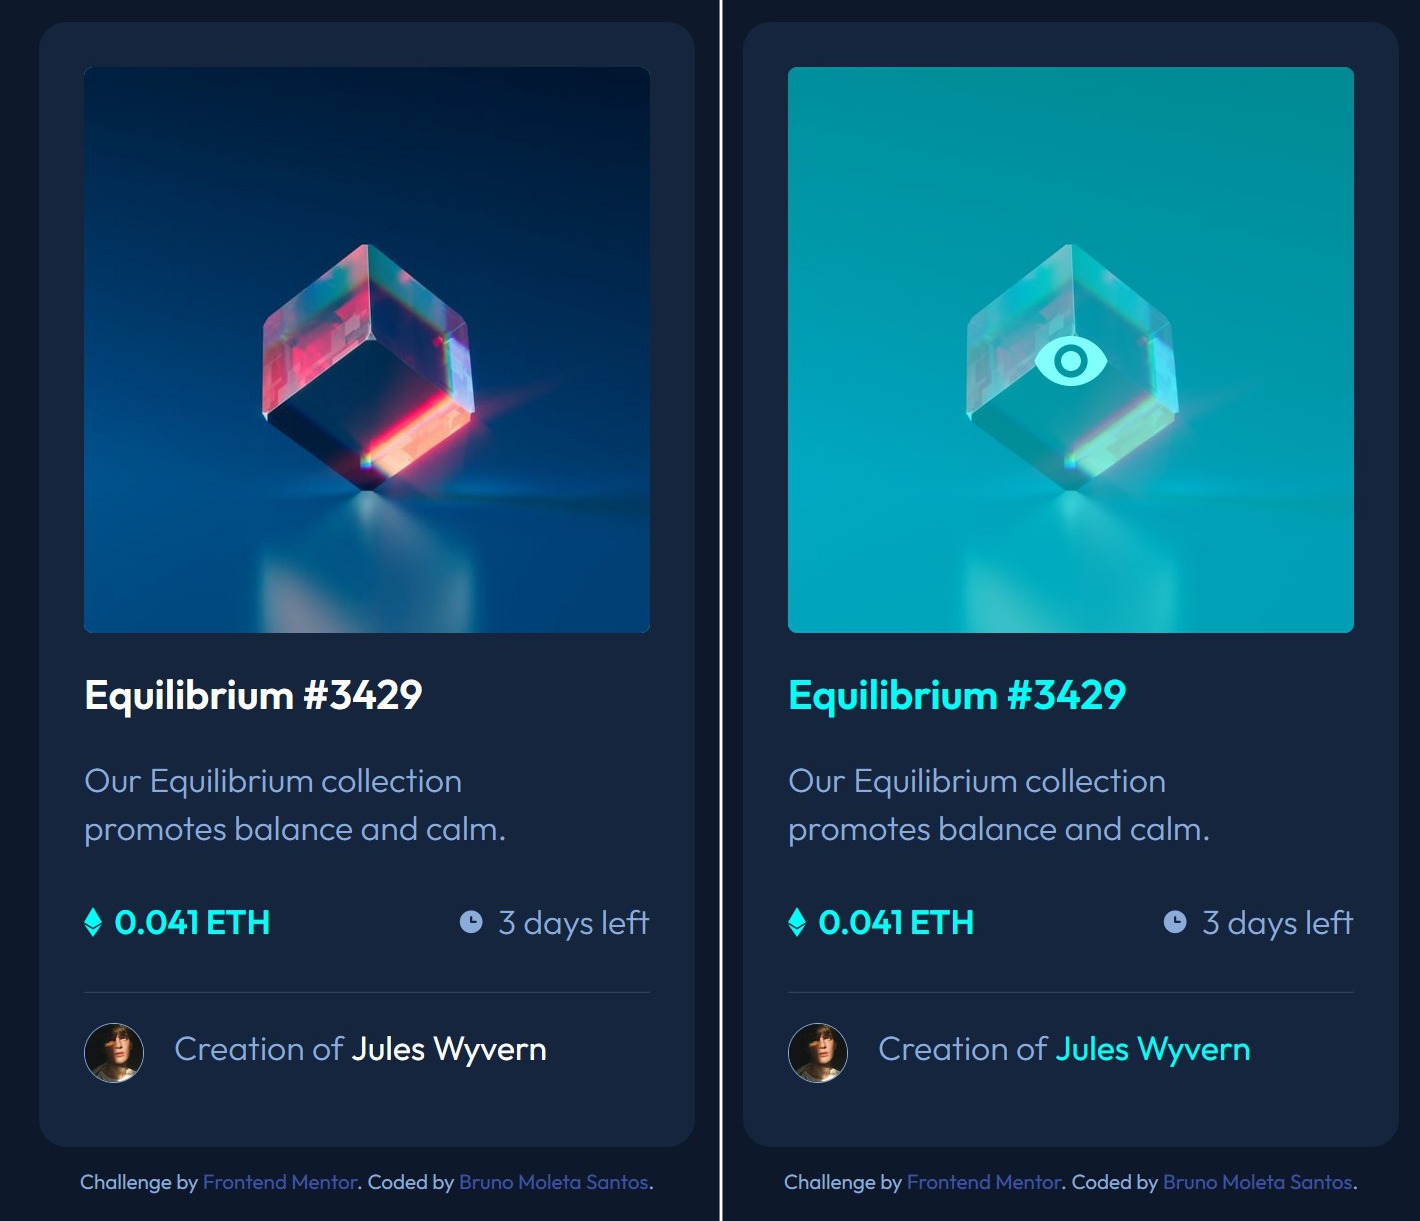 Equilibrium #3429
Our Equilibrium collection
promotes balance and calm.
0.041 ETH
3 days left
Creation of Jules Wyvern
Challenge by Frontend Mentor. Coded by Bruno Moleta Santos.
Equilibrium #3429
Our Equilibrium collection
promotes balance and calm.
0.041 ETH
3 days left
Creation of Jules Wyvern
Challenge by Frontend Mentor. Coded by Bruno Moleta Santos.